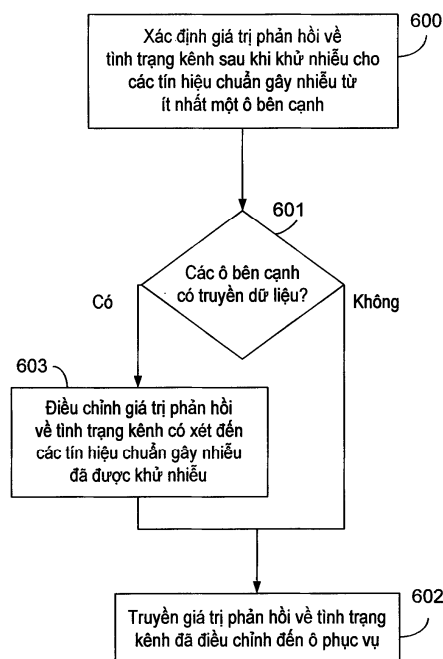 600
Xác định giá trị phản hồi về
tình trạng kênh sau khi khử nhiễu cho
các tín hiệu chuẩn gây nhiễu từ
ít nhất một ô bên cạnh
601
Các ô bên cạnh
có truyền dữ liệu?
Có
Không
603
Điều chỉnh giá trị phản hồi
về tình trạng kênh có xét đến
các tín hiệu chuẩn gây nhiễu
đã được khử nhiễu
602
Truyền giá trị phản hồi về tình trạng
kênh đã điều chỉnh đến ô phục vụ